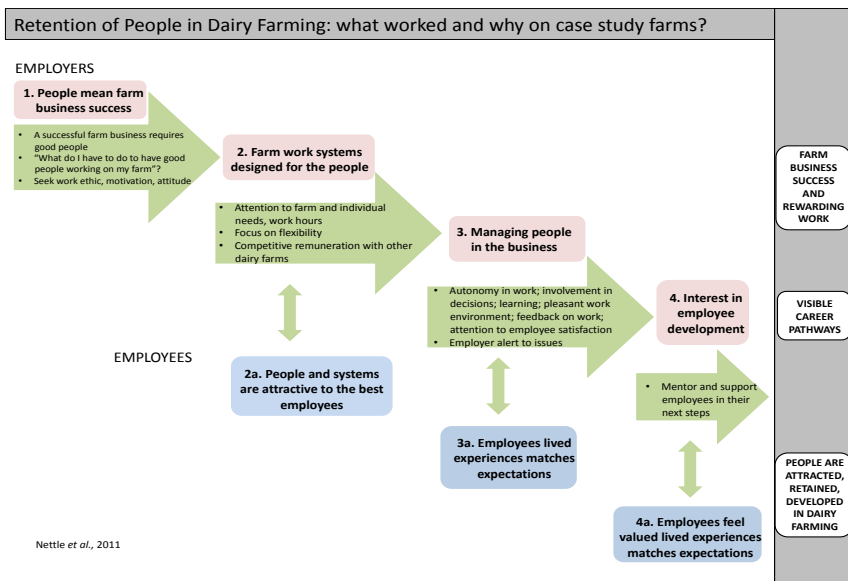 Retention of People in Dairy Farming: what worked and why on case study farms?
EMPLOYERS
1. People mean farm
business success
• A successful farm business requires
good people
• "What do I have to do to have good
people working on my farm"?
• Seek work ethic, motivation, attitude
2. Farm work systems
designed for the people
• Attention to farm and individual
needs, work hours
• Focus on flexibility
• Competitive remuneration with other
dairy farms
3. Managing people
in the business
• Autonomy in work; involvement in
decisions; learning; pleasant work
environment; feedback on work;
attention to employee satisfaction
• Employer alert to issues
4. Interest in
employee
development
• Mentor and support
employees in their
next steps
EMPLOYEES
2a. People and systems
are attractive to the best
employees
3a. Employees lived
experiences matches
expectations
4a. Employees feel
valued lived experiences
matches expectations
FARM
BUSINESS
SUCCESS
AND
REWARDING
WORK
VISIBLE
CAREER
PATHWAYS
PEOPLE ARE
ATTRACTED,
RETAINED,
DEVELOPED
IN DAIRY
FARMING
Nettle et al., 2011